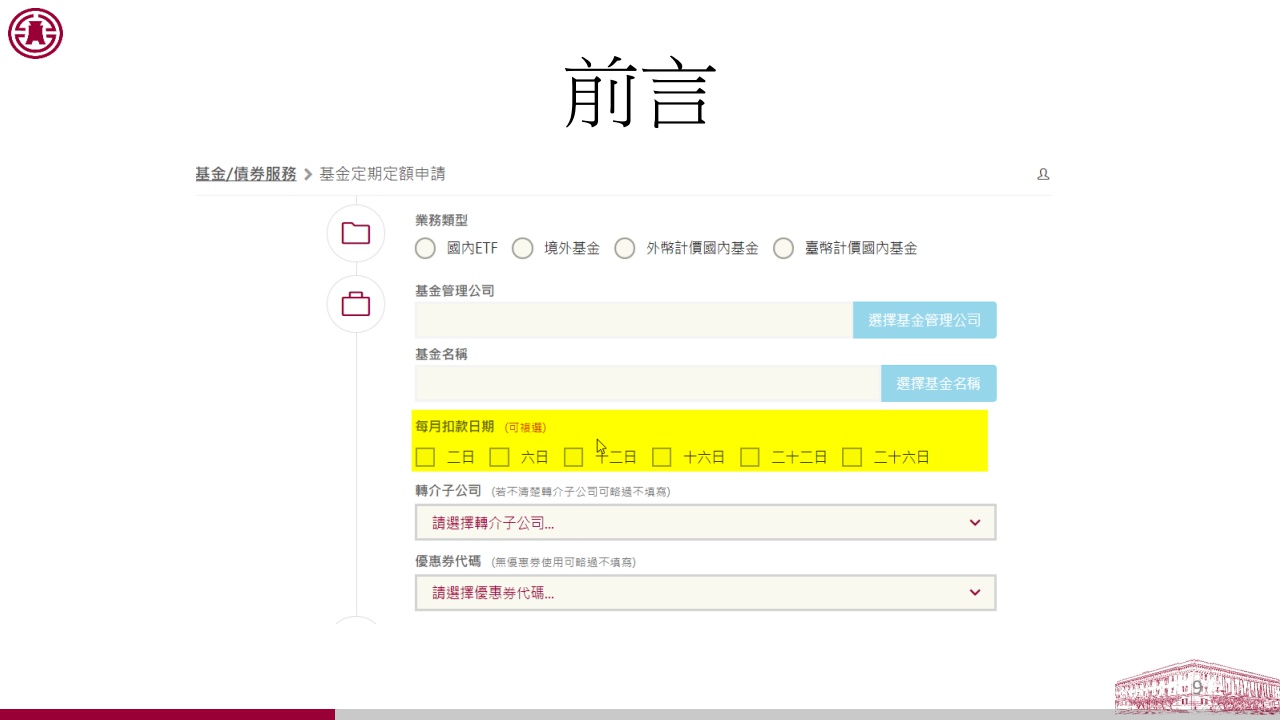 前言
基金/債券服務 > 基金定期定額申請
業務類型
國內ETF 境外基金 外幣計價國內基金 臺幣計價國內基金
基金管理公司
選擇基金管理公司
基金名稱
選擇基金名稱
每月扣款日期 (可複選)
二日 六日 十二日 十六日 二十二日 二十六日
轉介子公司 (若不清楚轉介子公司可略過不填寫)
請選擇轉介子公司...
優惠券代碼 (無優惠券使用可略過不填寫)
請選擇優惠券代碼...
9